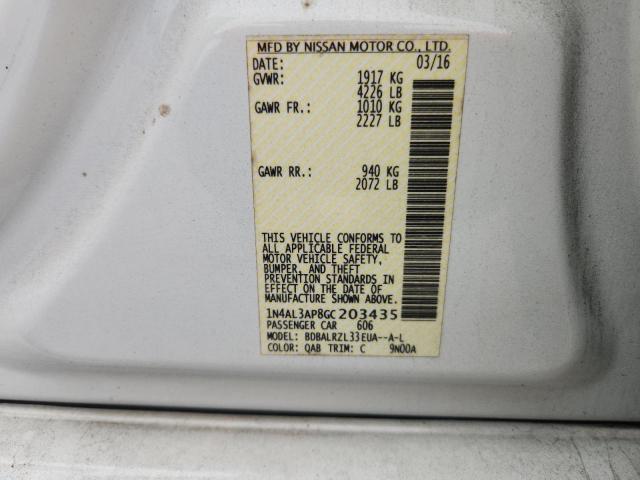 MFD BY NISSAN MOTOR CO., LTD.
DATE: 03/16
GVWR: 1917 KG
4226 LB
GAWR FR.: 1010 KG
2227 LB
GAWR RR.: 940 KG
2072 LB
THIS VEHICLE CONFORMS TO
ALL APPLICABLE FEDERAL
MOTOR VEHICLE SAFETY,
BUMPER, AND THEFT
PREVENTION STANDARDS IN
EFFECT ON THE DATE OF
MANUFACTURE SHOWN ABOVE.
1N4AL3AP8GC203435
PASSENGER CAR 606
MODEL: BDBALRZL33EUA--A-L
COLOR: QAB TRIM: C 9N00A